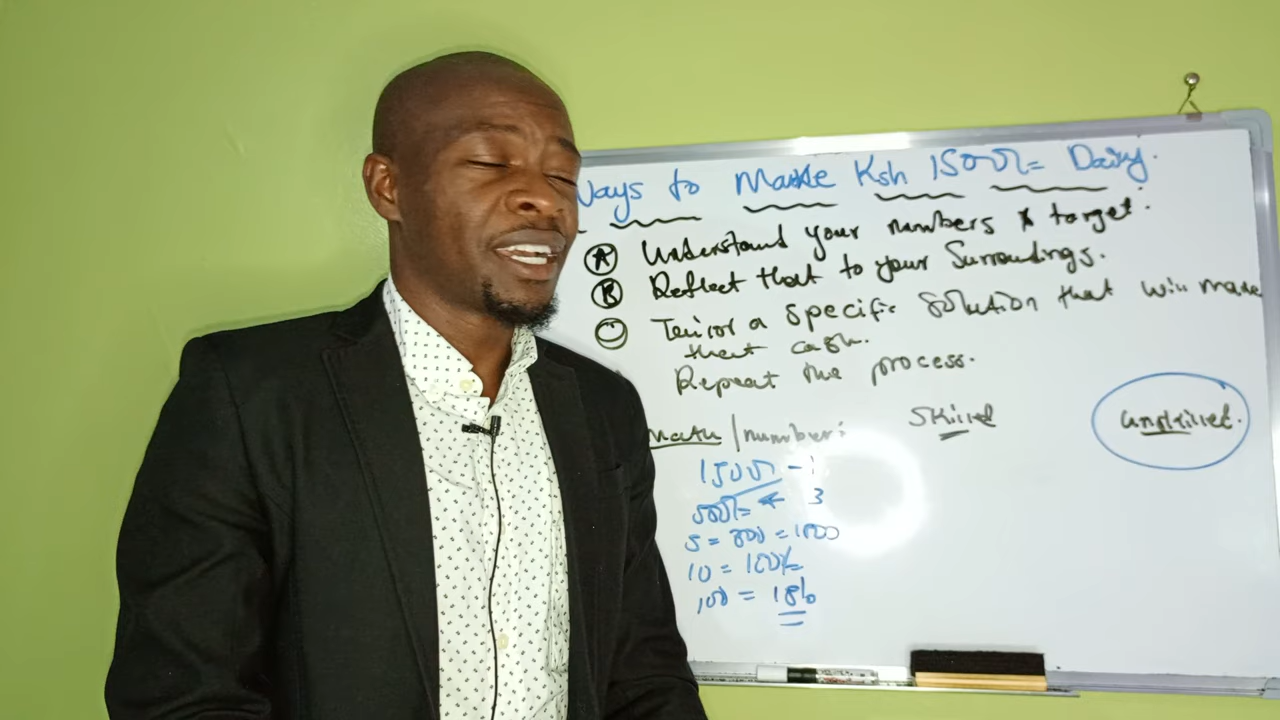 Ways to Make Ksh 1500/= Daily.
(A) Understand your numbers & target.
(B) Reflect that to your Surroundings.
(C) Tailor a specific solution that will make
that cash.
Repeat the process.
Math/numbers Skilled unskilled.
1500 - 1
500/= 3
5 = 300 = 1500
10 = 150/=
100 = 15/=